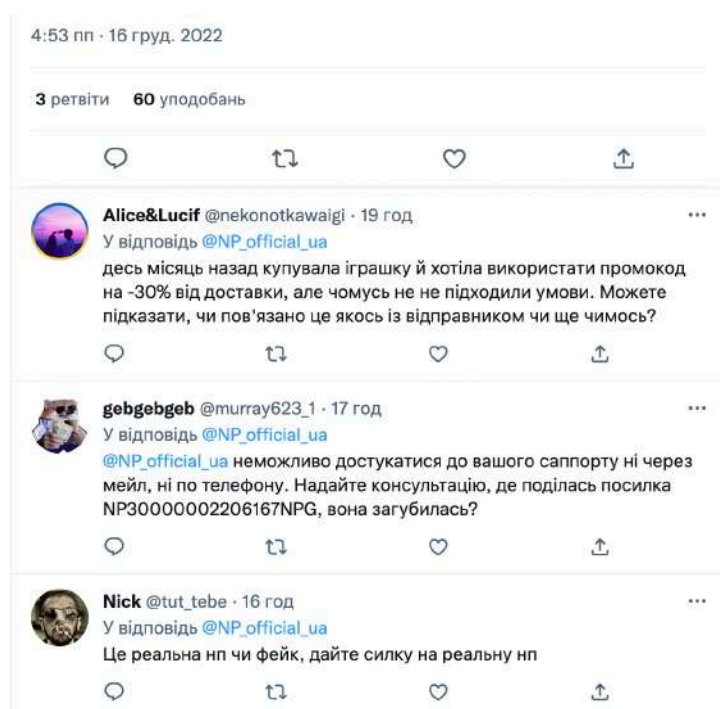 4:53 пп · 16 груд. 2022
3 ретвіти 60 уподобань
Alice&Lucif @nekonotkawaigi · 19 год
У відповідь @NP_official_ua
десь місяць назад купувала іграшку й хотіла використати промокод
на -30% від доставки, але чомусь не не підходили умови. Можете
підказати, чи пов'язано це якось із відправником чи ще чимось?
gebgebgeb @murray623_1 · 17 год
У відповідь @NP_official_ua
@NP_official_ua неможливо достукатися до вашого саппорту ні через
мейл, ні по телефону. Надайте консультацію, де поділась посилка
NP30000002206167NPG, вона загубилась?
Nick @tut_tebe · 16 год
У відповідь @NP_official_ua
Це реальна нп чи фейк, дайте силку на реальну нп